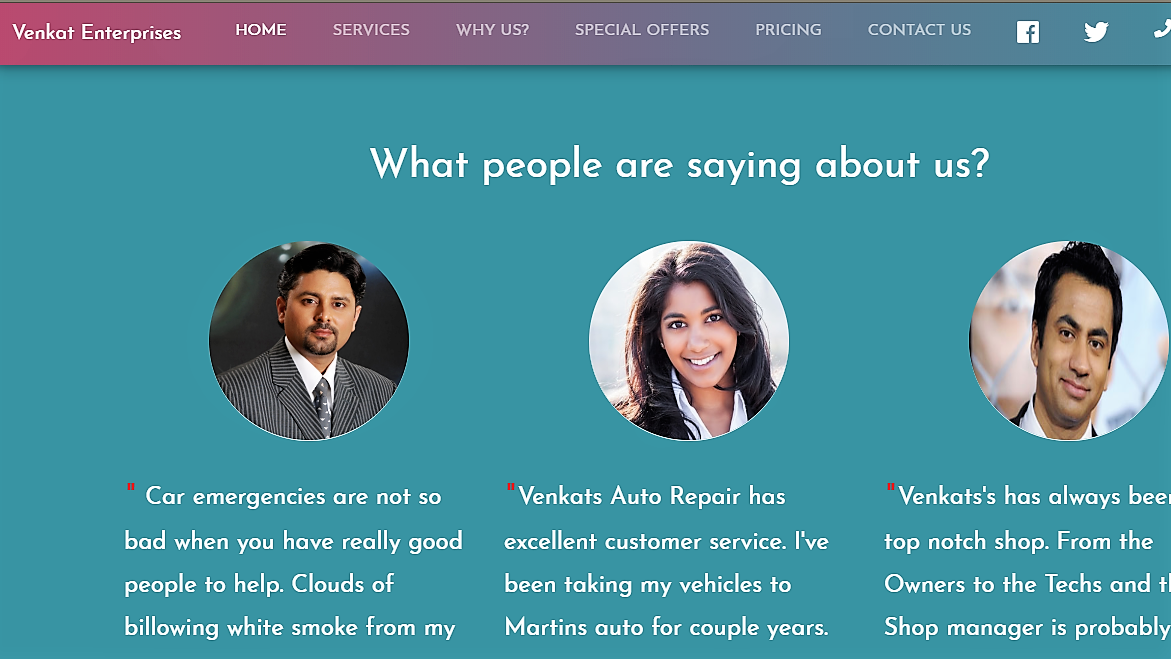 Venkat Enterprises HOME SERVICES WHY US? SPECIAL OFFERS PRICING CONTACT US
What people are saying about us?
" Car emergencies are not so
bad when you have really good
people to help. Clouds of
billowing white smoke from my
"Venkats Auto Repair has
excellent customer service. I've
been taking my vehicles to
Martins auto for couple years.
"Venkats's has always
top notch shop. From the
Owners to the Techs and
Shop manager is probably